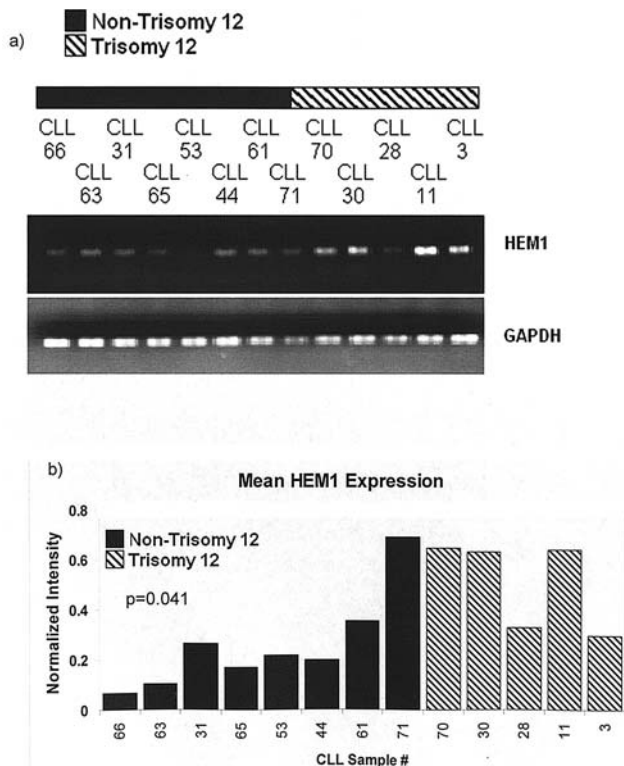 Non-Trisomy 12
a)
Trisomy 12
CLL CLL CLL CLL CLL CLL CLL
66 31 53 61 70 28 3
CLL CLL CLL CLL CLL CLL
63 65 44 71 30 11
HEM1
GAPDH
b)
Mean HEM1 Expression
0.8
0.6
0.4
0.2
0
Normalized Intensity
Non-Trisomy 12
Trisomy 12
p=0.041
66 63 31 65 53 44 61 71 70 30 28 11 3
CLL Sample #